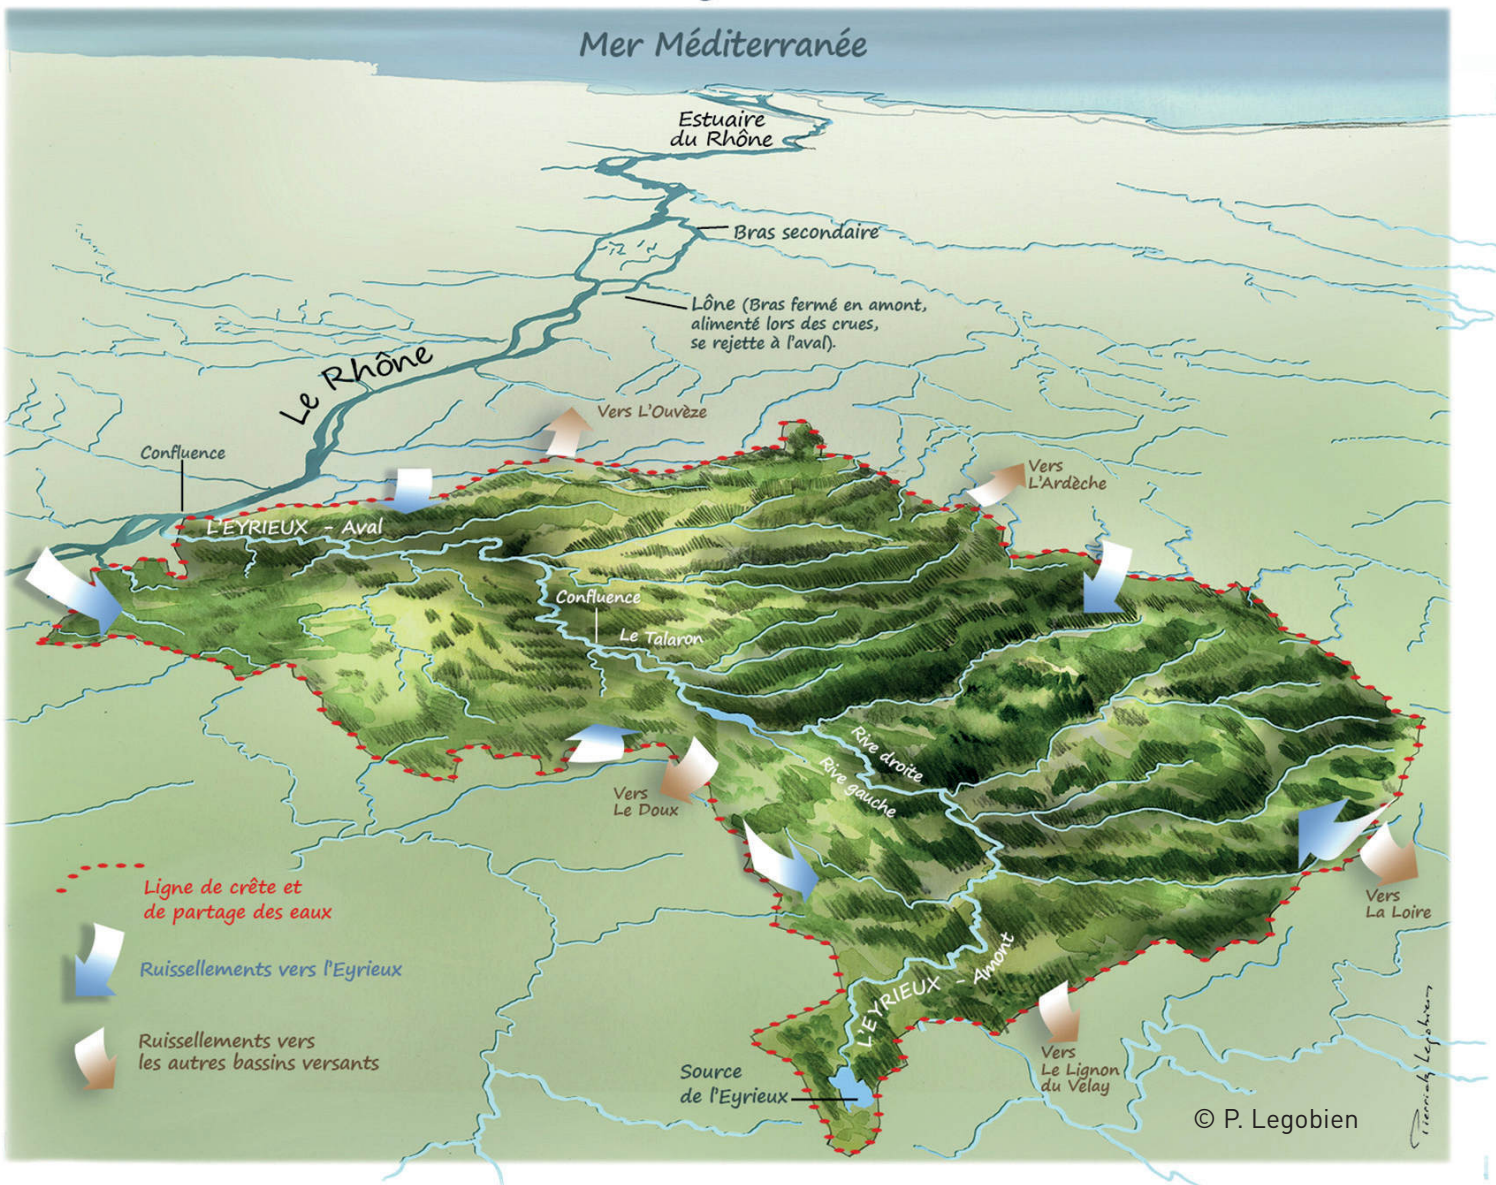 Mer Méditerranée
Estuaire
du Rhône
Bras secondaire
Lône (Bras fermé en amont,
alimenté lors des crues,
se rejette à l'aval).
Le Rhône
Vers L'Ouvèze
Confluence
Vers
L'Ardèche
L'EYRIEUX - Aval
Confluence
Le Talaron
Rive droite
Rive gauche
Vers
Le Doux
Ligne de crête et
de partage des eaux
Vers
La Loire
Ruissellements vers l'Eyrieux
L'EYRIEUX - Amont
Ruissellements vers
les autres bassins versants
Source
de l'Eyrieux
Vers
Le Lignon
du Velay
© P. Legobien
Pierrick Legobien